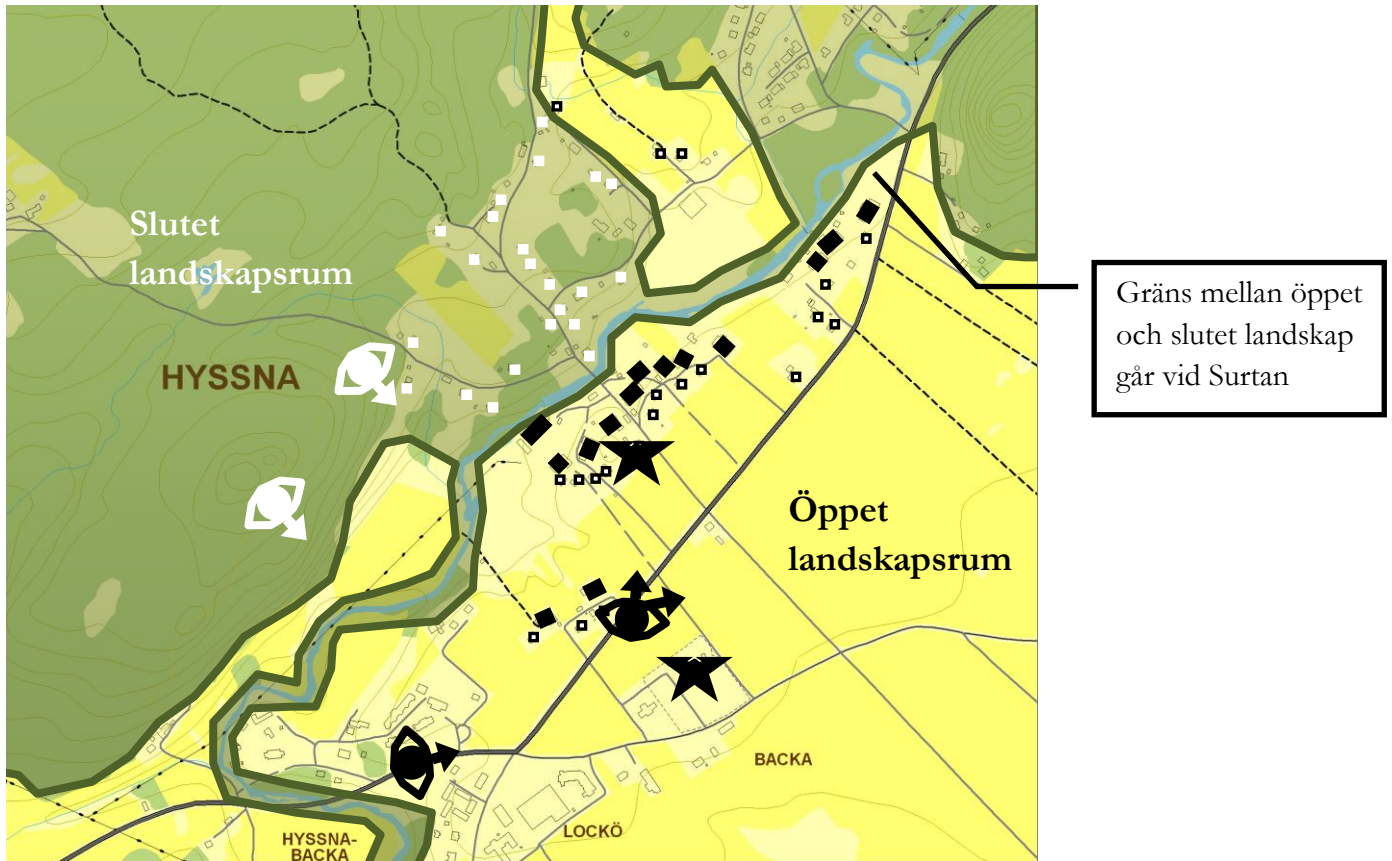 Slutet
landskapsrum
HYSSNA
Gräns mellan öppet
och slutet landskap
går vid Surtan
Öppet
landskapsrum
BACKA
LOCKÖ
HYSSNA-
BACKA